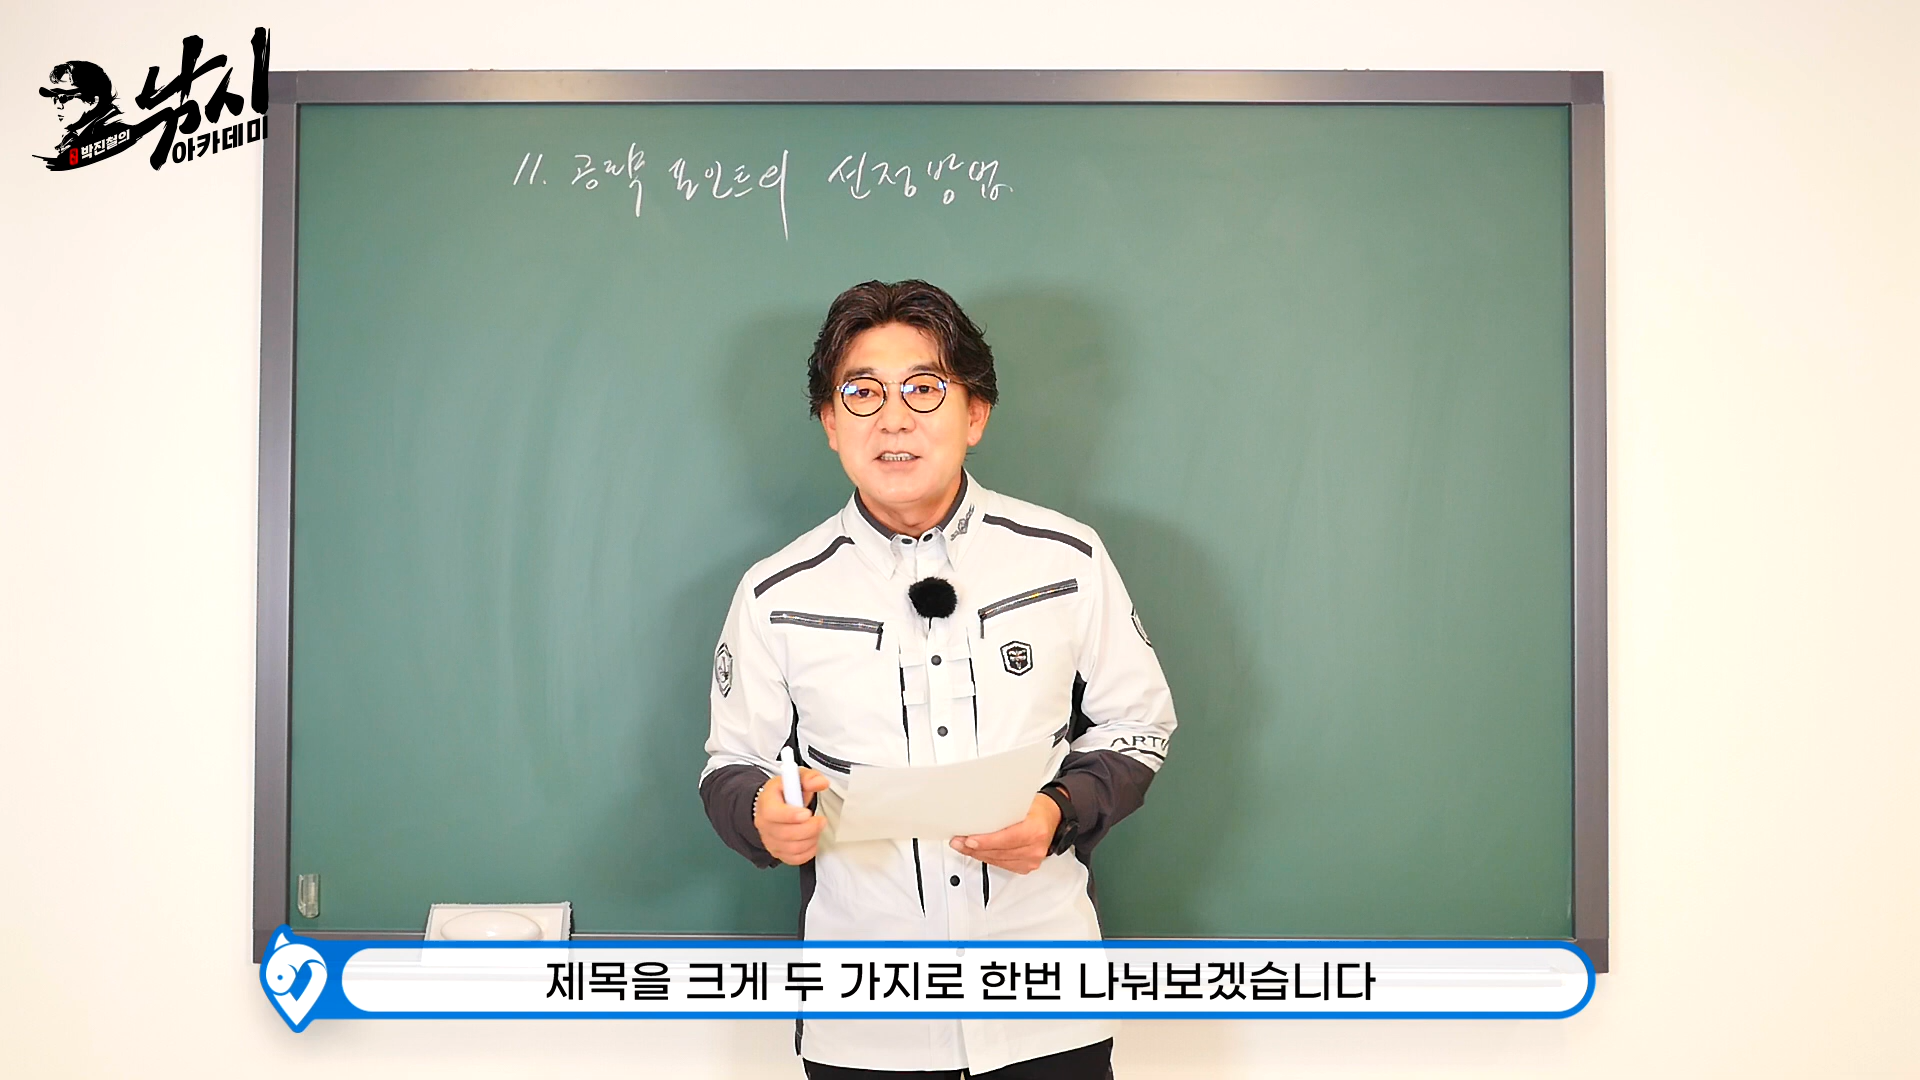 박진철의
낚시
아카데미
11. 공략 포인트의 선정방법
ARTI
제목을 크게 두 가지로 한번 나눠보겠습니다